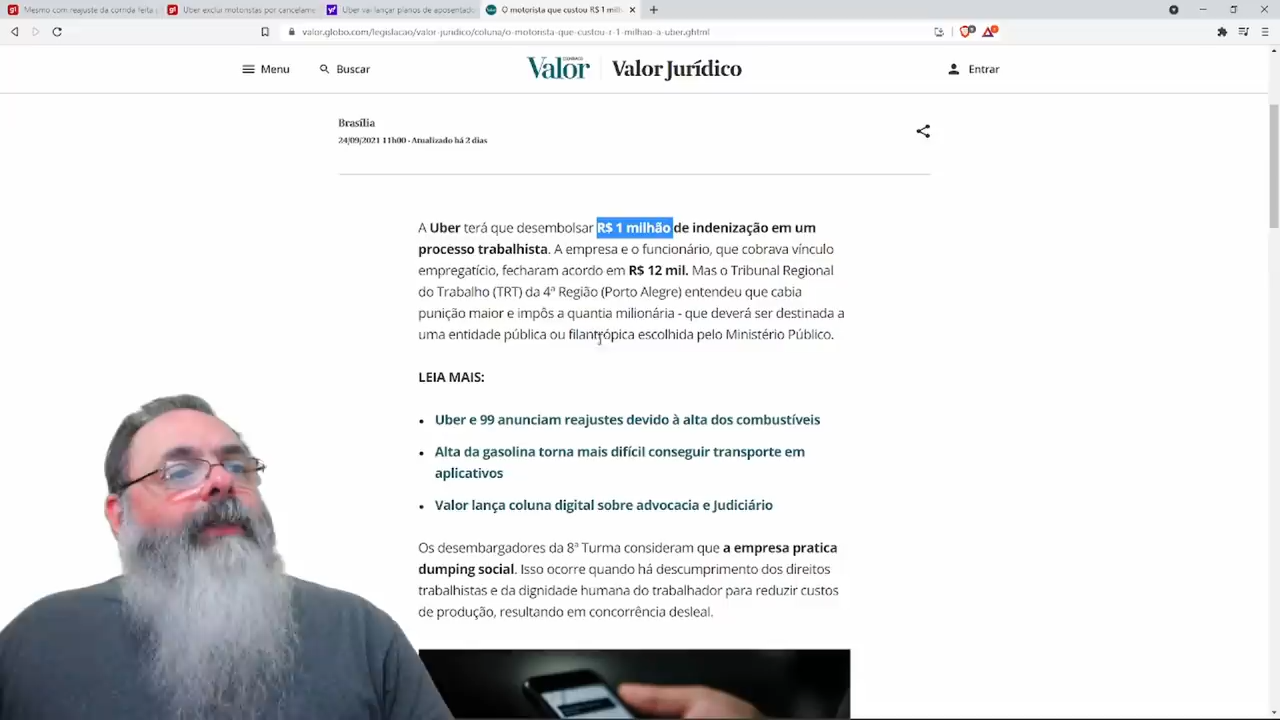 Mesmo com reajuste da corrida feita
Uber exclui motoristas por cancelame
Uber vai lançar planos de aposentado
O motorista que custou R$ 1 milh
valor.globo.com/legislacao/valor-juridico/coluna/o-motorista-que-custou-r-1-milhao-a-uber.ghtml
Menu
Buscar
Valor
Valor Jurídico
Entrar
Brasília
24/09/2021 11h00 · Atualizado há 2 dias
A Uber terá que desembolsar R$ 1 milhão de indenização em um
processo trabalhista. A empresa e o funcionário, que cobrava vínculo
empregatício, fecharam acordo em R$ 12 mil. Mas o Tribunal Regional
do Trabalho (TRT) da 4ª Região (Porto Alegre) entendeu que cabia
punição maior e impôs a quantia milionária - que deverá ser destinada a
uma entidade pública ou filantrópica escolhida pelo Ministério Público.
LEIA MAIS:
• Uber e 99 anunciam reajustes devido à alta dos combustíveis
• Alta da gasolina torna mais difícil conseguir transporte em
aplicativos
• Valor lança coluna digital sobre advocacia e Judiciário
Os desembargadores da 8ª Turma consideram que a empresa pratica
dumping social. Isso ocorre quando há descumprimento dos direitos
trabalhistas e da dignidade humana do trabalhador para reduzir custos
de produção, resultando em concorrência desleal.